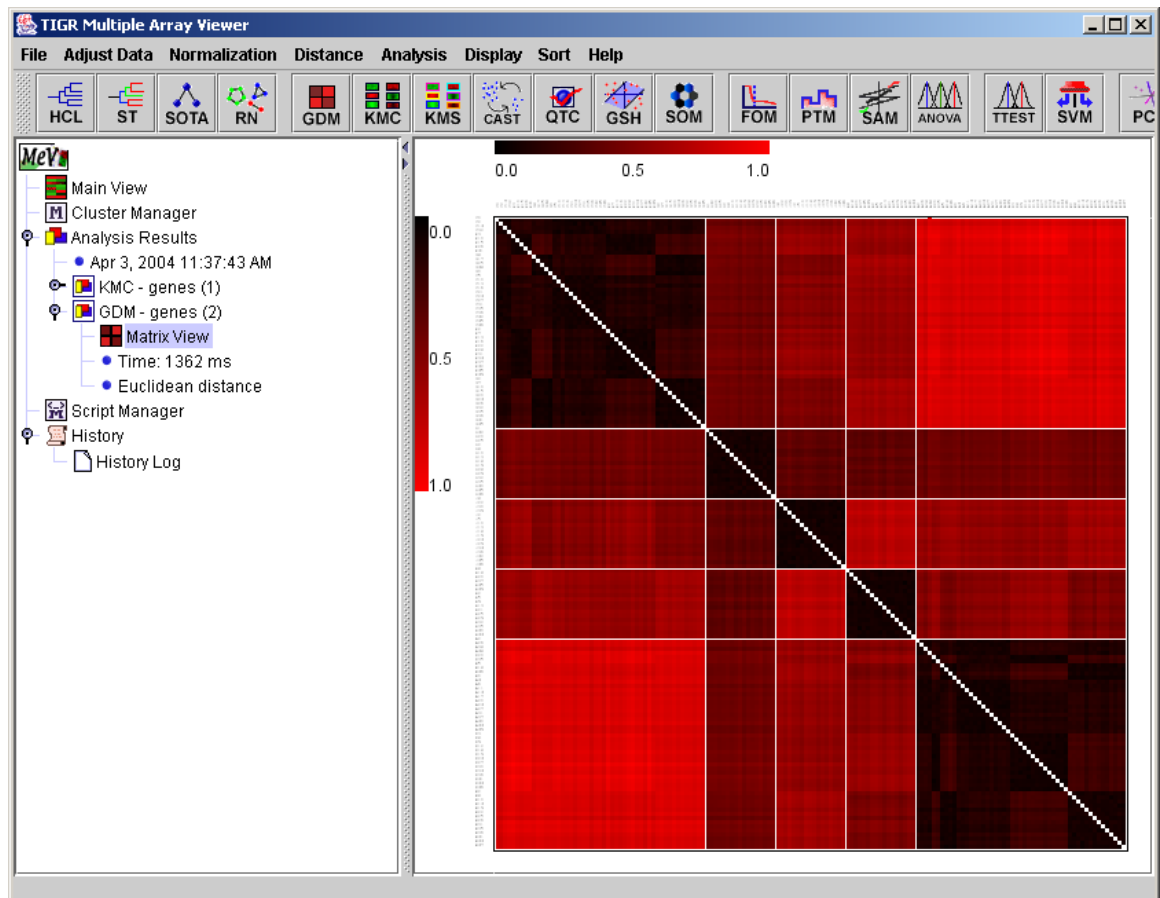 TIGR Multiple Array Viewer
File Adjust Data Normalization Distance Analysis Display Sort Help
HCL ST SOTA RN GDM KMC KMS CAST QTC GSH SOM FOM PTM SAM ANOVA TTEST SVM PC
MeV
Main View
M Cluster Manager
Analysis Results
Apr 3, 2004 11:37:43 AM
KMC - genes (1)
GDM - genes (2)
Matrix View
Time: 1362 ms
Euclidean distance
M Script Manager
History
History Log
0.0 0.5 1.0
0.0
0.5
1.0